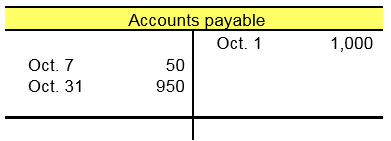 Accounts payable
Oct. 1 1,000
Oct. 7 50
Oct. 31 950